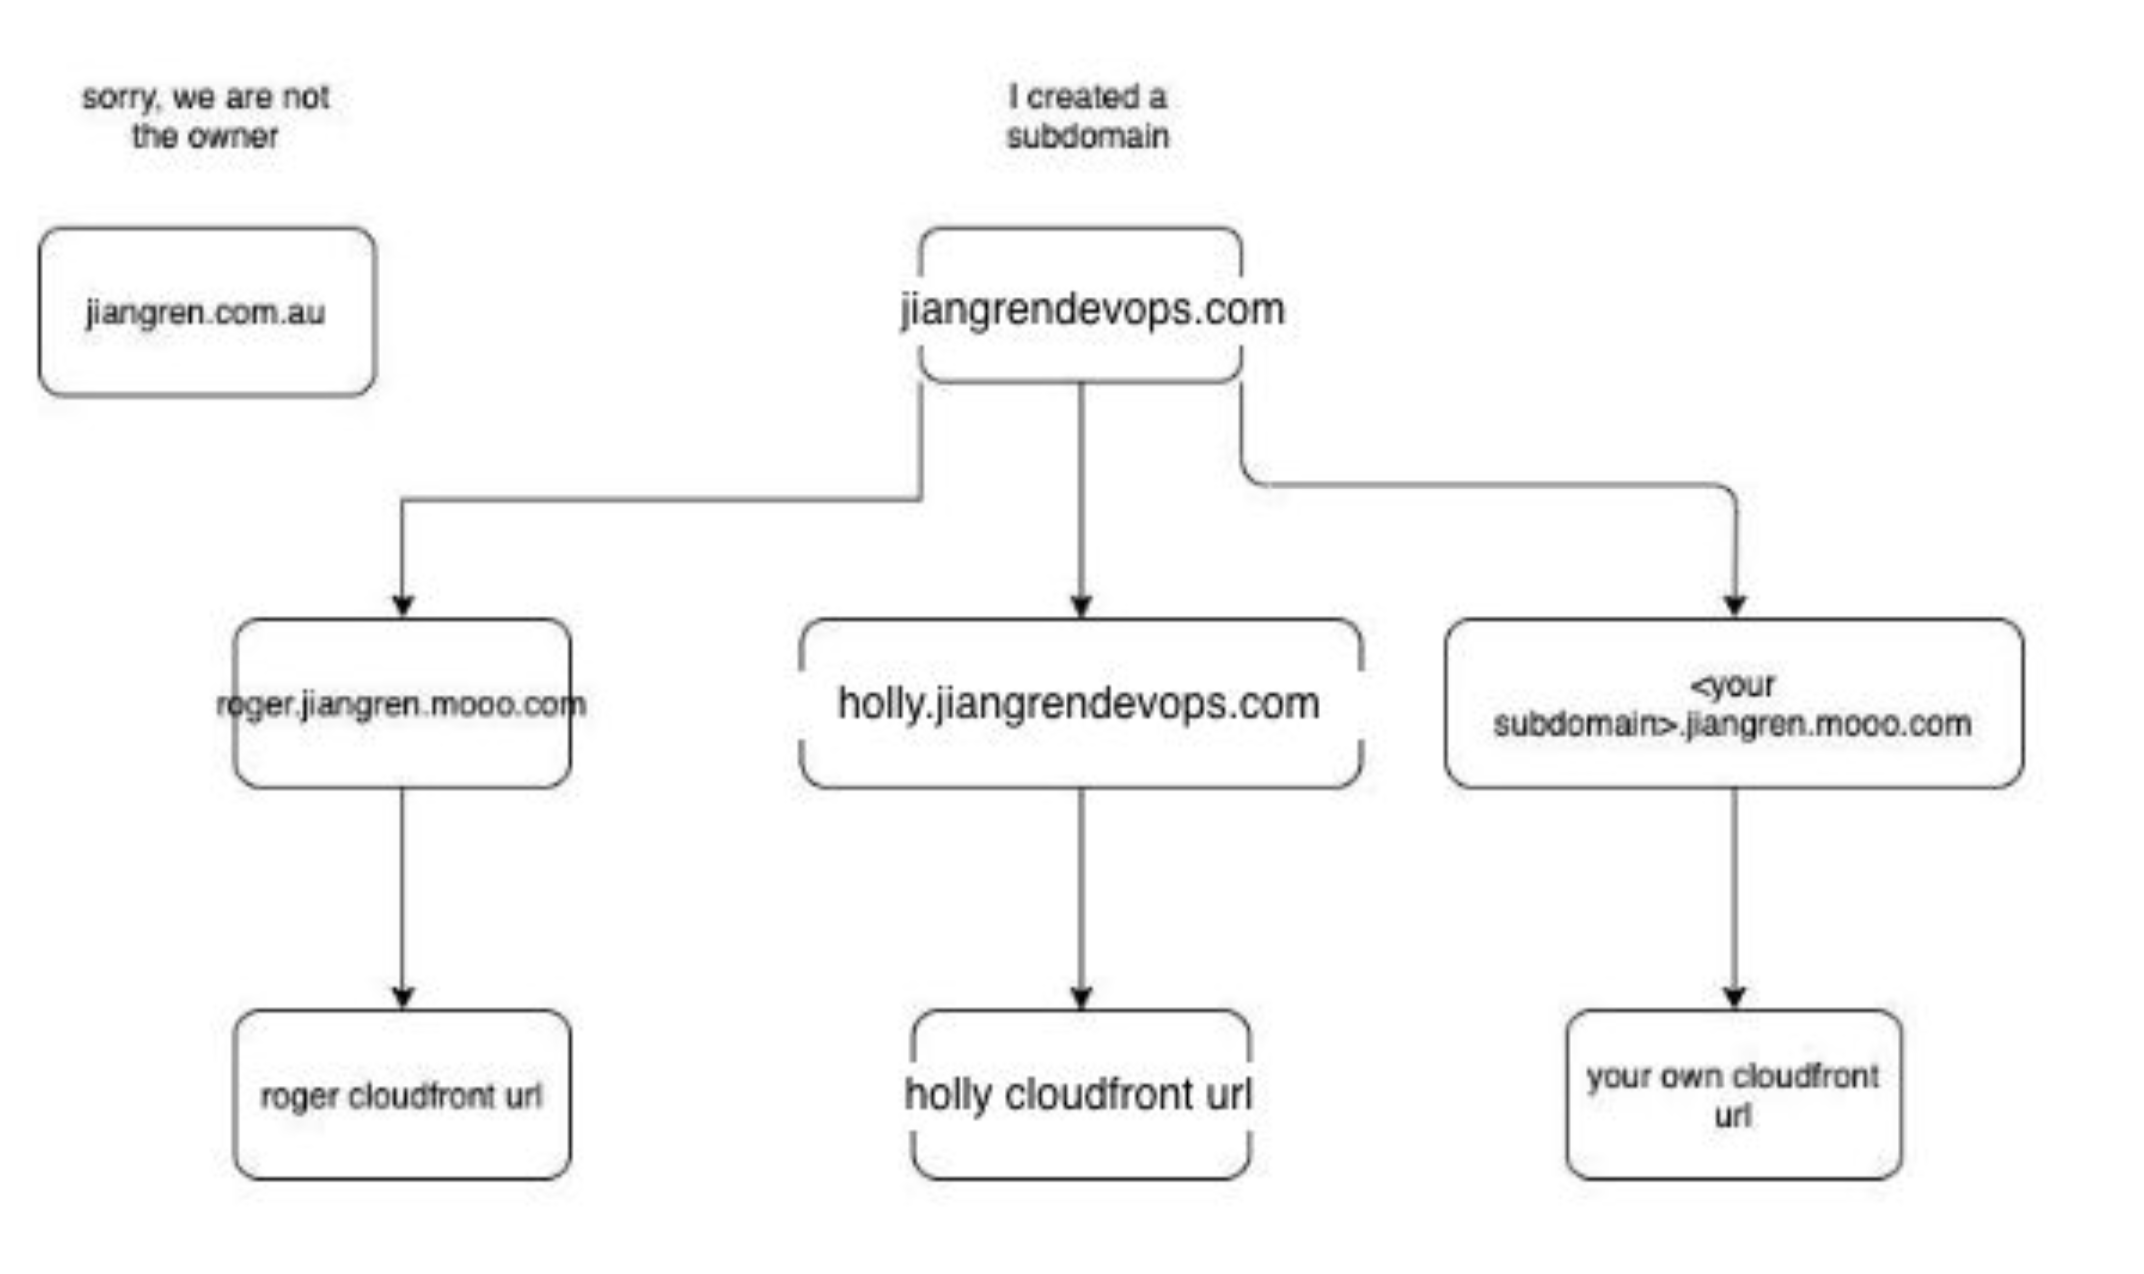 sorry, we are not
the owner
I created a
subdomain
jiangren.com.au
jiangrendevops.com
roger.jiangren.mooo.com
holly.jiangrendevops.com
<your
subdomain>.jiangren.mooo.com
roger cloudfront url
holly cloudfront url
your own cloudfront
url